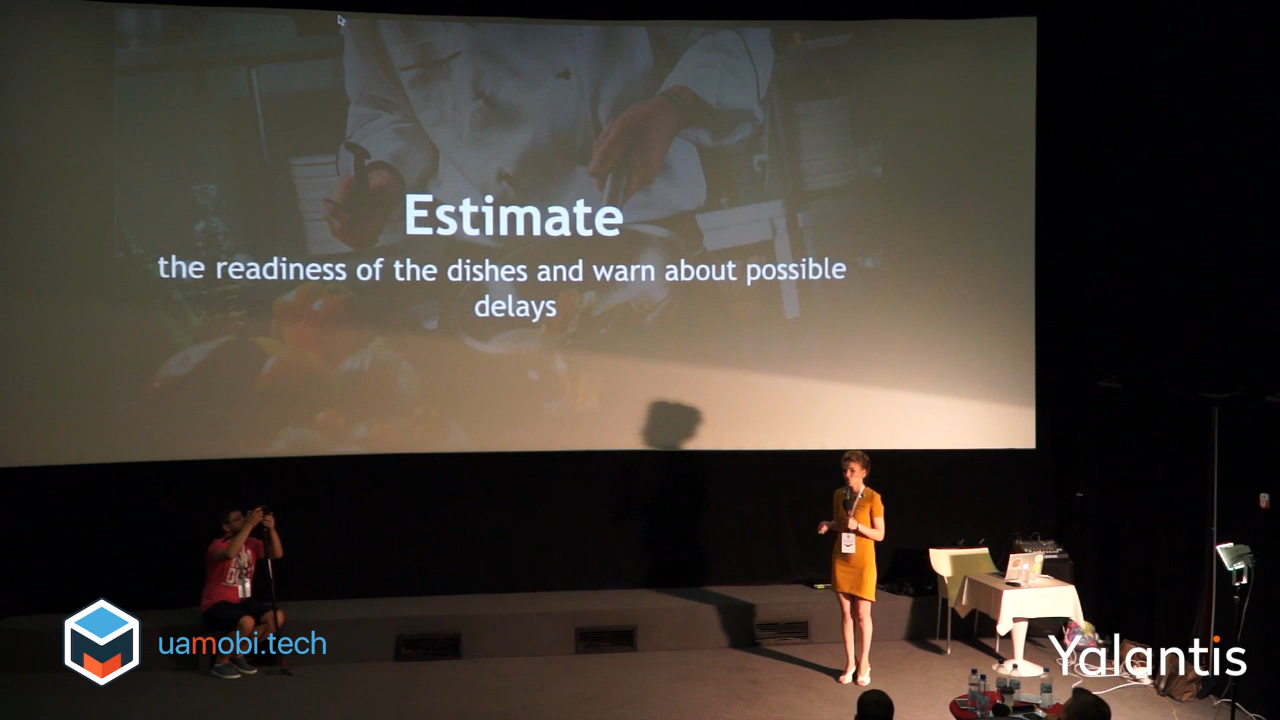 Estimate
the readiness of the dishes and warn about possible
delays
uamobi.tech
Yalantis